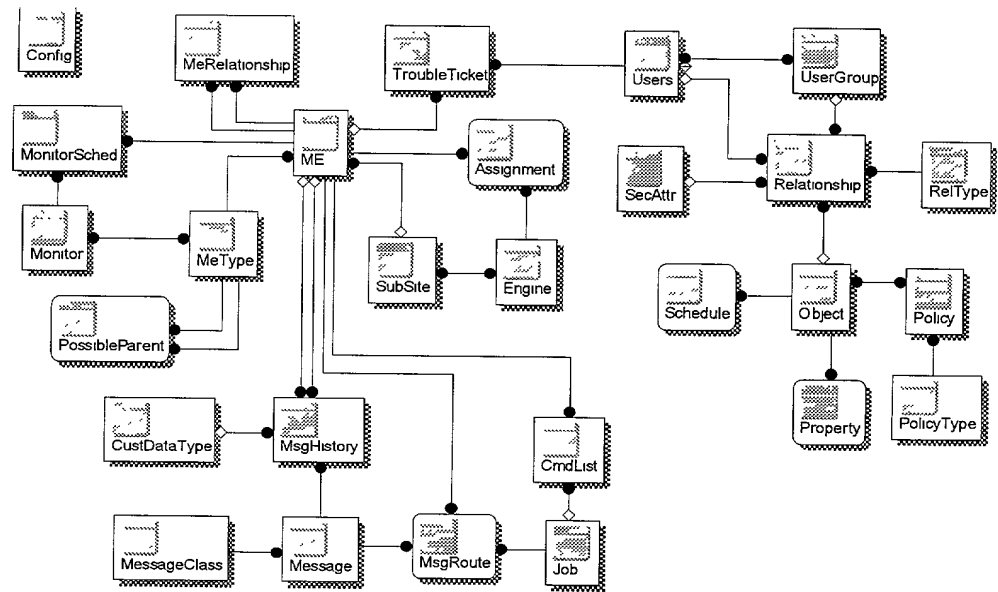 Config
MeRelationship
TroubleTicket
Users
UserGroup
MonitorSched
ME
Assignment
SecAttr
Relationship
RelType
Monitor
MeType
SubSite
Engine
Schedule
Object
Policy
PossibleParent
CustDataType
MsgHistory
CmdList
Property
PolicyType
MessageClass
Message
MsgRoute
Job